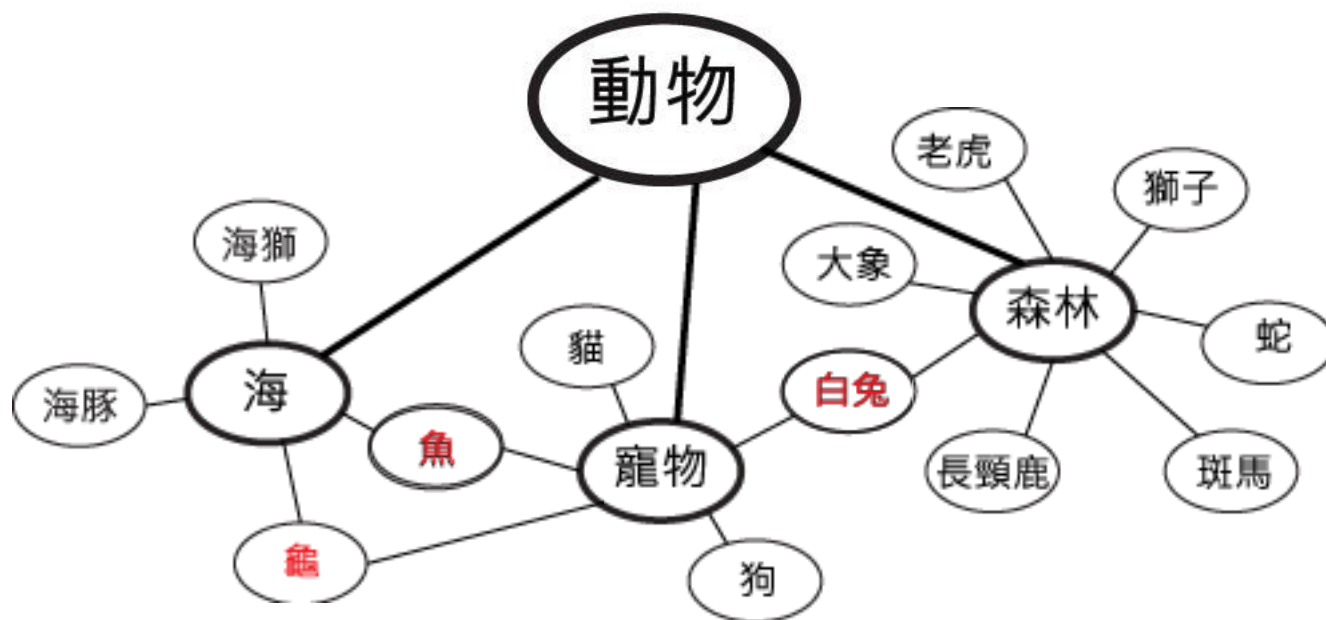 動物
老虎
獅子
海獅
大象
森林
蛇
貓
海
白兔
海豚
魚
寵物
長頸鹿
斑馬
龜
狗